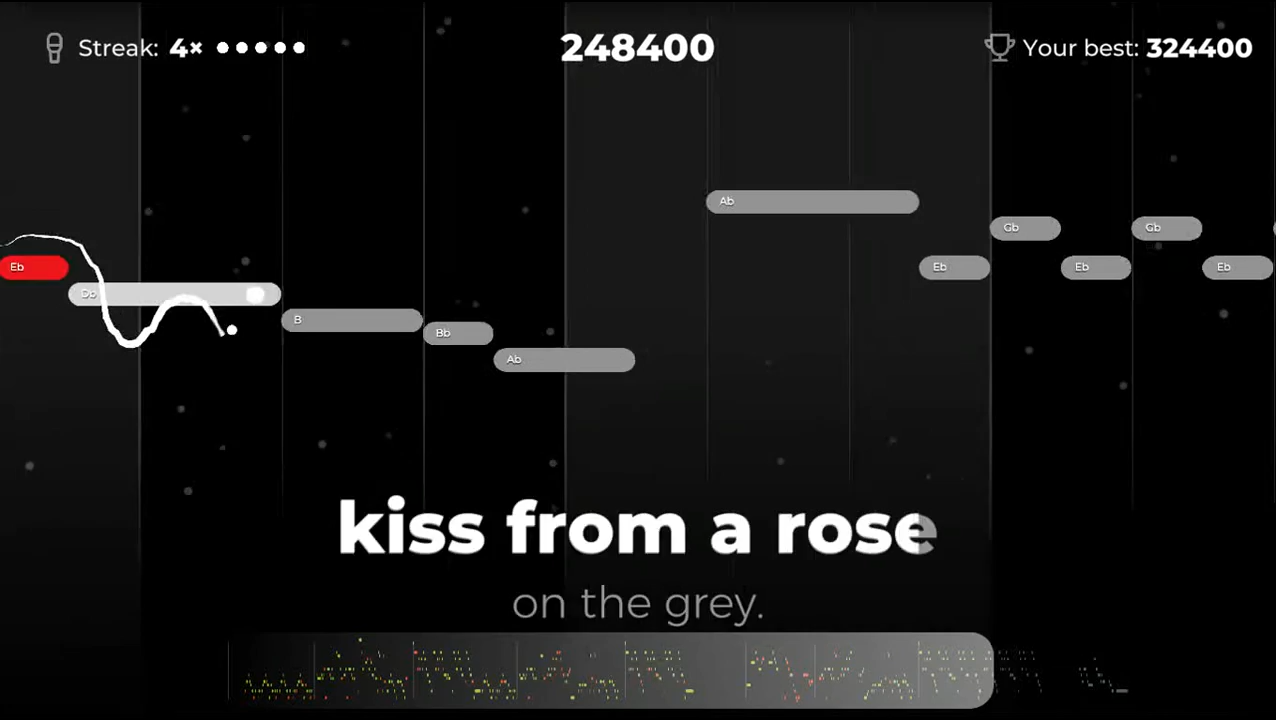 Streak: 4× 248400 Your best: 324400
Ab
Gb Gb
Eb Eb Eb Eb
Db
B
Bb
Ab
kiss from a rose
on the grey.